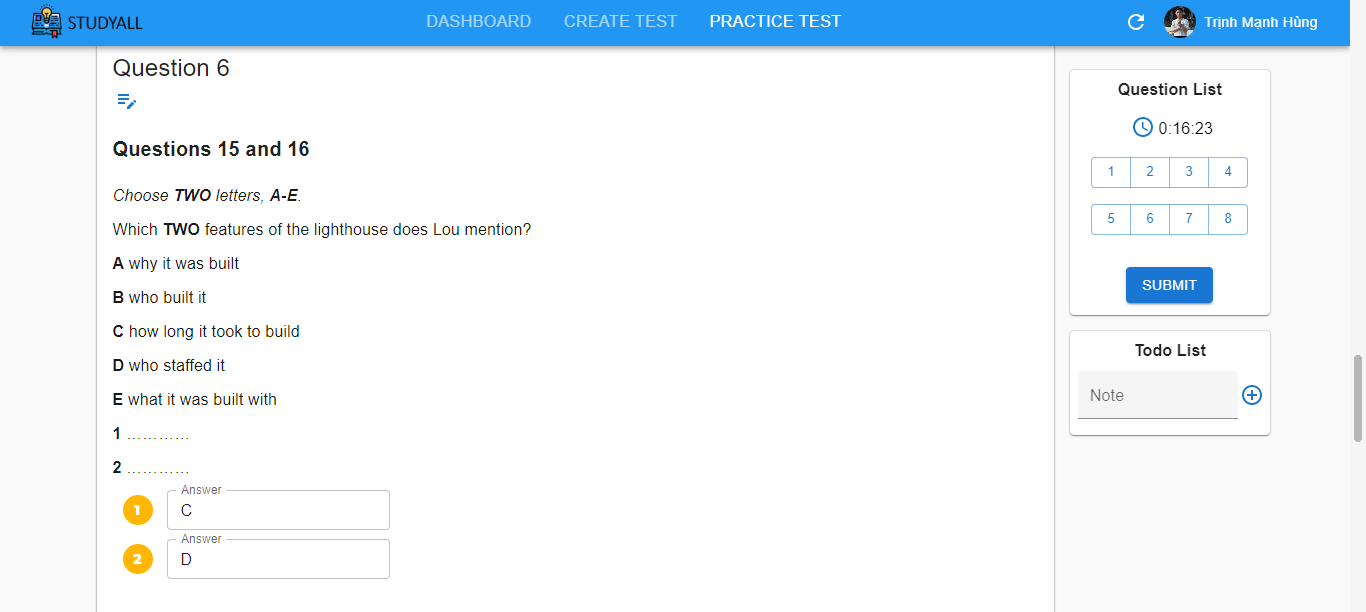 STUDYALL
DASHBOARD CREATE TEST PRACTICE TEST
Trịnh Mạnh Hùng
Question 6
Questions 15 and 16
Choose TWO letters, A-E.
Which TWO features of the lighthouse does Lou mention?
A why it was built
B who built it
C how long it took to build
D who staffed it
E what it was built with
1 …………
2 …………
Answer
1 C
Answer
2 D
Question List
0:16:23
1 2 3 4
5 6 7 8
SUBMIT
Todo List
Note